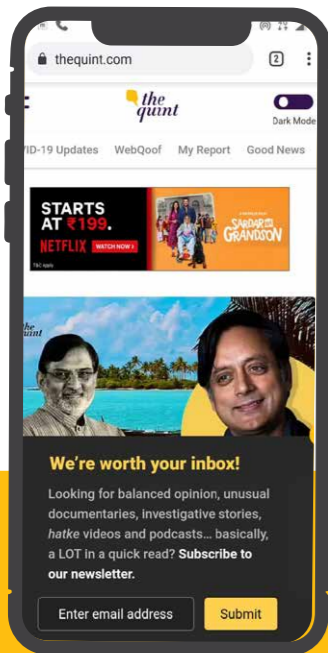 thequint.com
2
the
quint
Dark Mode
ID-19 Updates WebQoof My Report Good News
STARTS
AT ₹199.
NETFLIX WATCH NOW
SARDAR KA
GRANDSON
T&C Apply
the
quint
We're worth your inbox!
Looking for balanced opinion, unusual
documentaries, investigative stories,
hatke videos and podcasts... basically,
a LOT in a quick read? Subscribe to
our newsletter.
Enter email address Submit